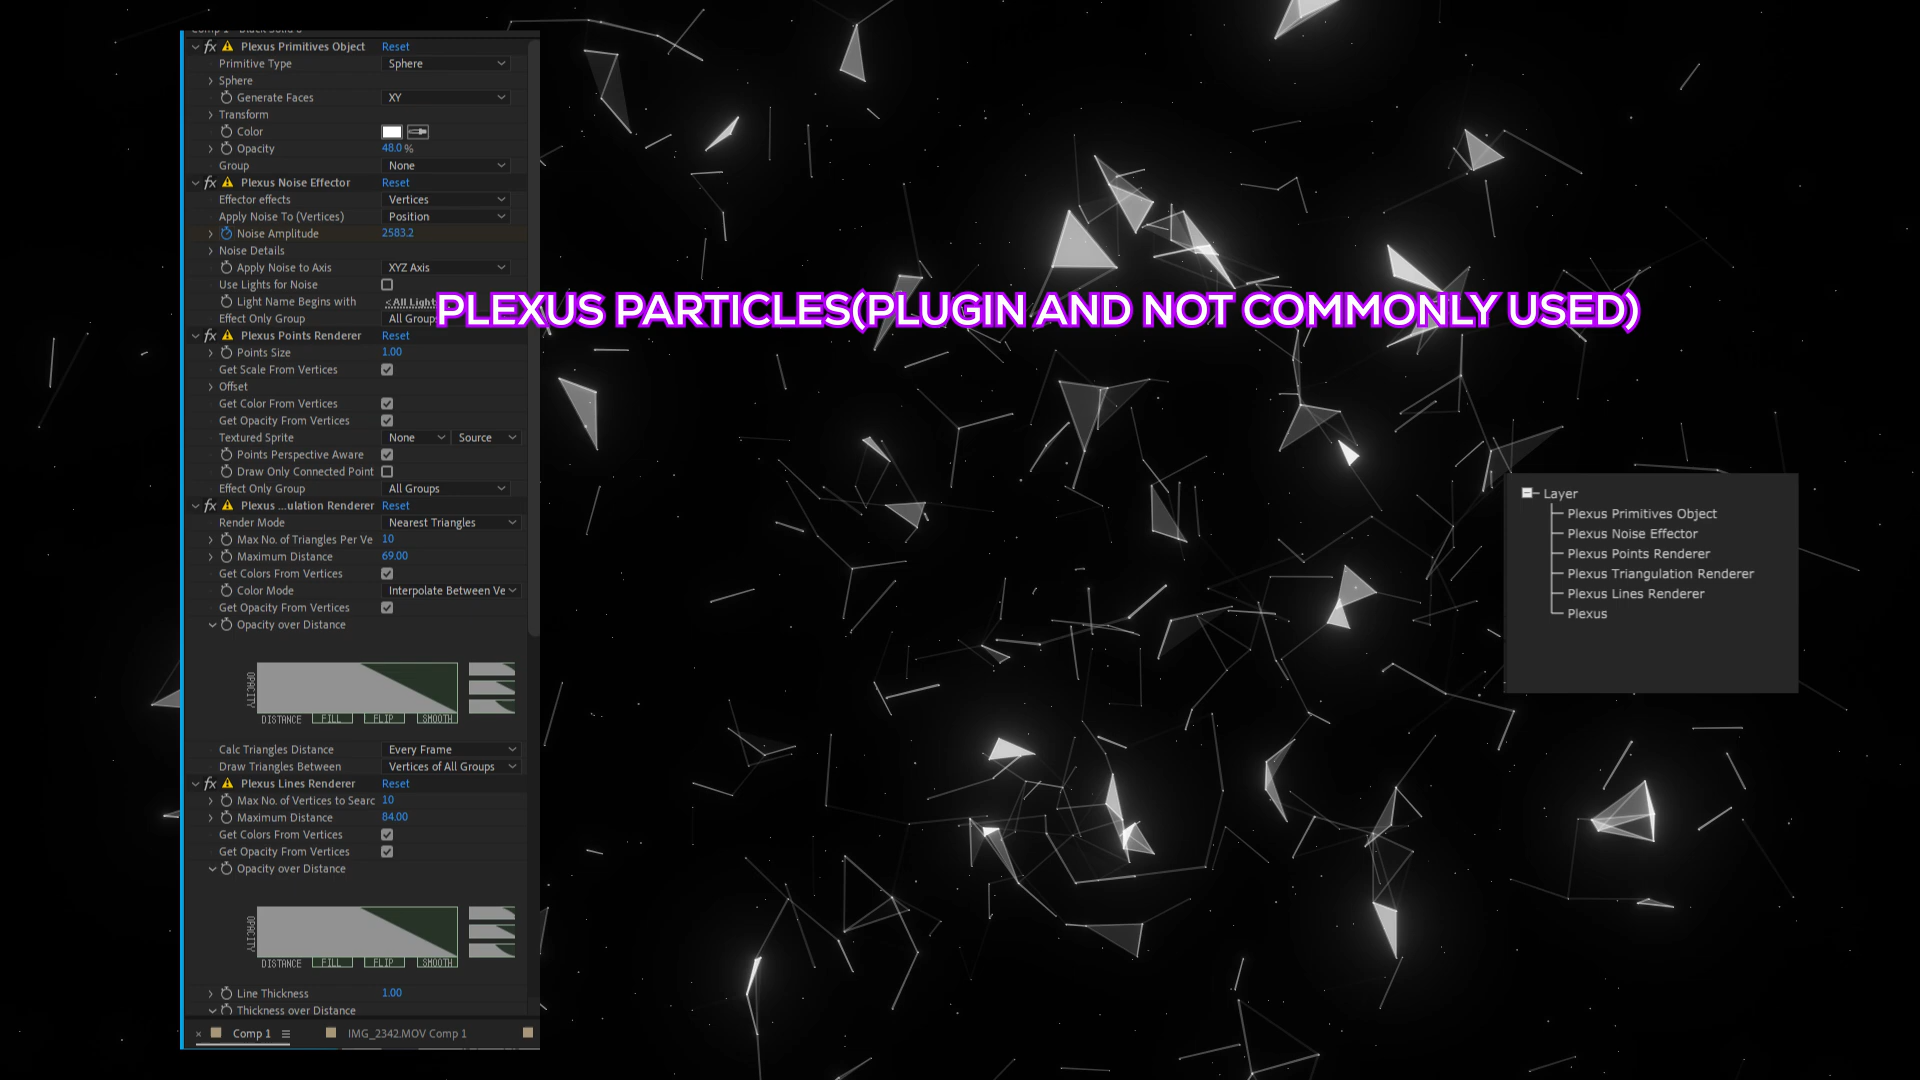 Comp 1 · Black Solid 6
fx Plexus Primitives Object Reset
Primitive Type Sphere
Sphere
Generate Faces XY
Transform
Color
Opacity 48.0 %
Group None
fx Plexus Noise Effector Reset
Effector effects Vertices
Apply Noise To (Vertices) Position
Noise Amplitude 2583.2
Noise Details
Apply Noise to Axis XYZ Axis
Use Lights for Noise
Light Name Begins with <All Light
Effect Only Group All Group
PLEXUS PARTICLES(PLUGIN AND NOT COMMONLY USED)
fx Plexus Points Renderer Reset
Points Size 1.00
Get Scale From Vertices
Offset
Get Color From Vertices
Get Opacity From Vertices
Textured Sprite None Source
Points Perspective Aware
Draw Only Connected Point
Effect Only Group All Groups
fx Plexus ...ulation Renderer Reset
Render Mode Nearest Triangles
Max No. of Triangles Per Ve 10
Maximum Distance 69.00
Get Colors From Vertices
Color Mode Interpolate Between Ve
Get Opacity From Vertices
Opacity over Distance
OPACITY
DISTANCE FILL FLIP SMOOTH
Calc Triangles Distance Every Frame
Draw Triangles Between Vertices of All Groups
fx Plexus Lines Renderer Reset
Max No. of Vertices to Searc 10
Maximum Distance 84.00
Get Colors From Vertices
Get Opacity From Vertices
Opacity over Distance
OPACITY
DISTANCE FILL FLIP SMOOTH
Line Thickness 1.00
Thickness over Distance
Comp 1 IMG_2342.MOV Comp 1
Layer
Plexus Primitives Object
Plexus Noise Effector
Plexus Points Renderer
Plexus Triangulation Renderer
Plexus Lines Renderer
Plexus